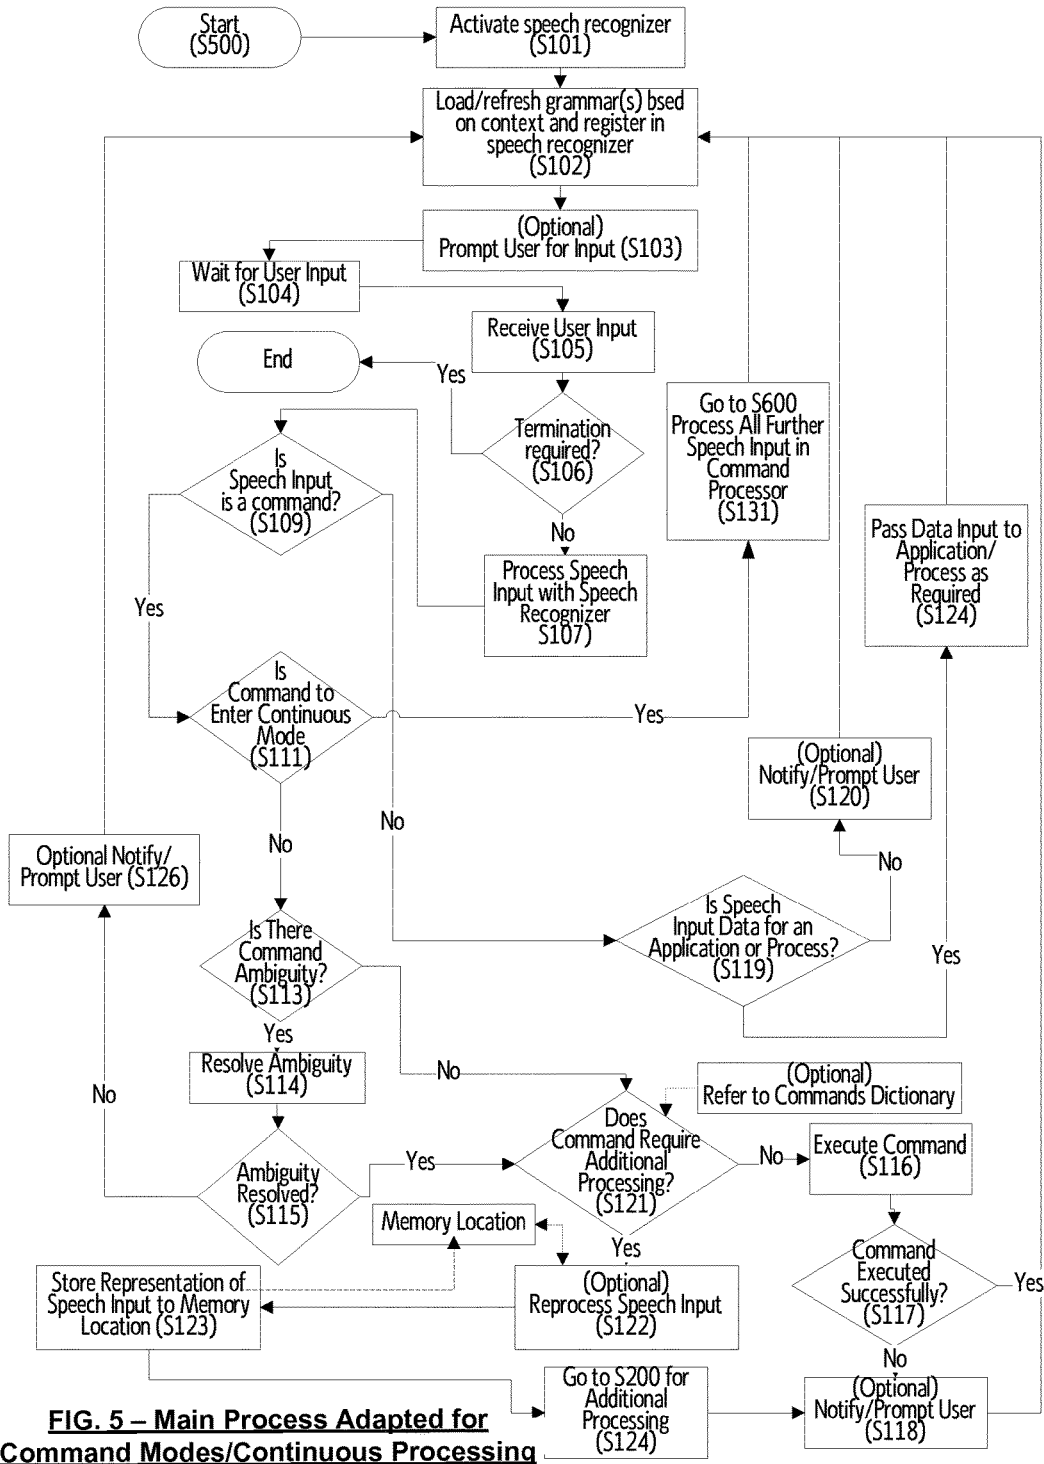 Start
(S500)
Activate speech recognizer
(S101)
Load/refresh grammar(s) bsed
on context and register in
speech recognizer
(S102)
(Optional)
Prompt User for Input (S103)
Wait for User Input
(S104)
Receive User Input
(S105)
End
Yes
Termination
required?
(S106)
Go to S600
Process All Further
Speech Input in
Command
Processor
(S131)
Is
Speech Input
is a command?
(S109)
No
Process Speech
Input with Speech
Recognizer
S107)
Pass Data Input to
Application/
Process as
Required
(S124)
Yes
Is
Command to
Enter Continuous
Mode
(S111)
Yes
(Optional)
Notify/Prompt User
(S120)
No
No
Optional Notify/
Prompt User (S126)
No
Is Speech
Input Data for an
Application or Process?
(S119)
Yes
Is There
Command
Ambiguity?
(S113)
Yes
Resolve Ambiguity
(S114)
No
No
(Optional)
Refer to Commands Dictionary
Does
Command Require
Additional
Processing?
(S121)
No
Execute Command
(S116)
Ambiguity
Resolved?
(S115)
Yes
Memory Location
Yes
Command
Executed
Successfully?
(S117)
Yes
Store Representation of
Speech Input to Memory
Location (S123)
(Optional)
Reprocess Speech Input
(S122)
No
Go to S200 for
Additional
Processing
(S124)
(Optional)
Notify/Prompt User
(S118)
FIG. 5 – Main Process Adapted for
Command Modes/Continuous Processing